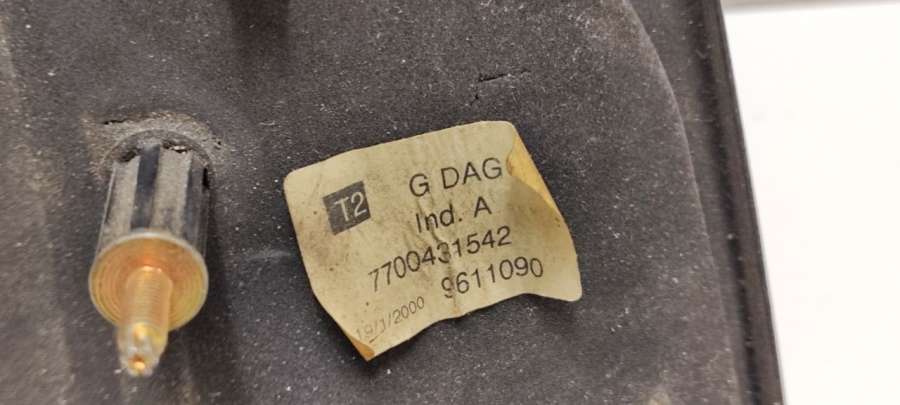 T2 G DAG
Ind. A
7700431542
9611090
19/1/2000